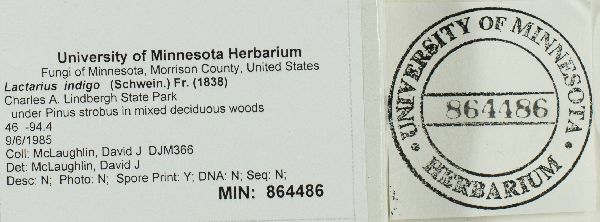 University of Minnesota Herbarium
Fungi of Minnesota, Morrison County, United States
Lactarius indigo (Schwein.) Fr. (1838)
Charles A. Lindbergh State Park
under Pinus strobus in mixed deciduous woods
46 -94.4
9/6/1985
Coll: McLaughlin, David J DJM366
Det: McLaughlin, David J
Desc: N; Photo: N; Spore Print: Y; DNA: N; Seq: N;
MIN: 864486
UNIVERSITY OF MINNESOTA
864486
HERBARIUM